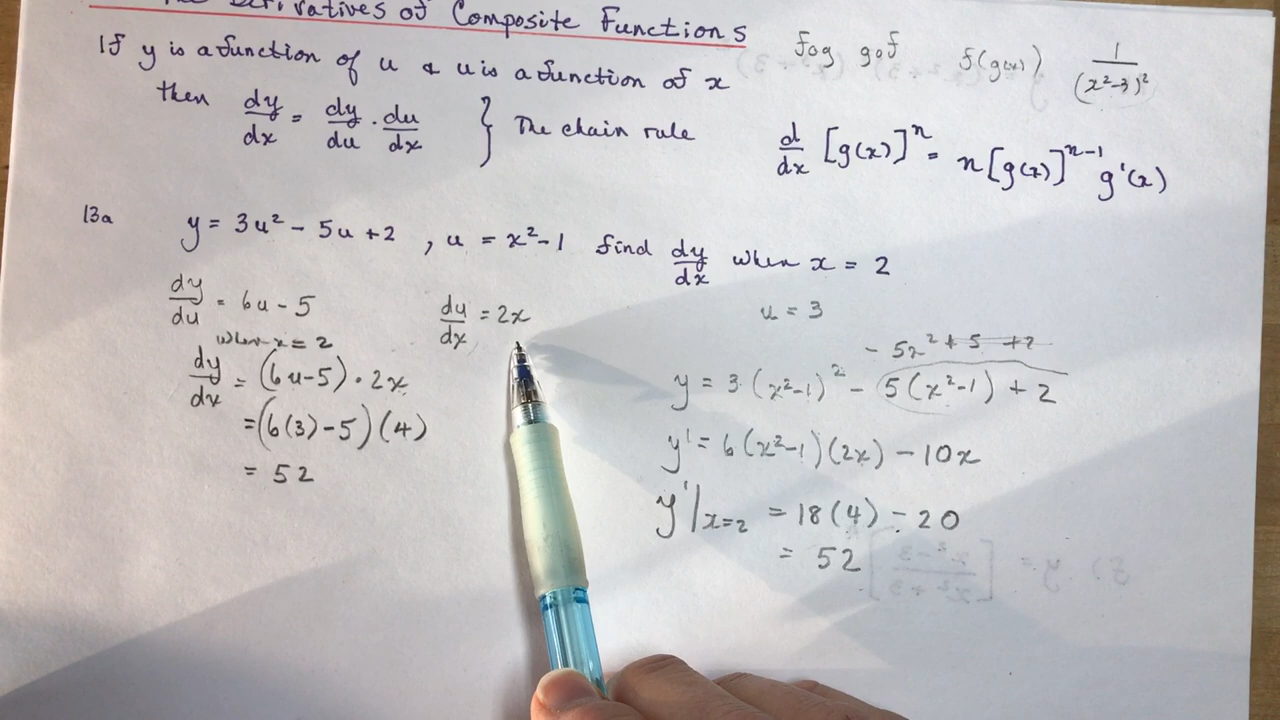 Derivatives of Composite Functions
If y is a function of u & u is a function of x
fog gof f(g(x)) 1/(x²-3)²
then dy/dx = dy/du . du/dx } The chain rule
d/dx [g(x)]ⁿ = n[g(x)]ⁿ⁻¹ g'(x)
13a y = 3u² - 5u + 2 , u = x² - 1 find dy/dx when x = 2
dy/du = 6u - 5 du/dx = 2x
u = 3
when x = 2
dy/dx = (6u-5) · 2x
= (6(3)-5)(4)
= 52
- 5x² + 5 + 2
y = 3(x²-1)² - 5(x²-1) + 2
y' = 6(x²-1)(2x) - 10x
y'|x=2 = 18(4) - 20
= 52